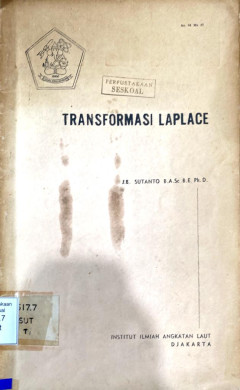 PERPUSTAKAAN
SESKOAL
TRANSFORMASI LAPLACE
J.B. SUTANTO B.A.Sc B.E. Ph.D.
517.7
SUT
T.
INSTITUT ILMIAH ANGKATAN LAUT
DJAKARTA